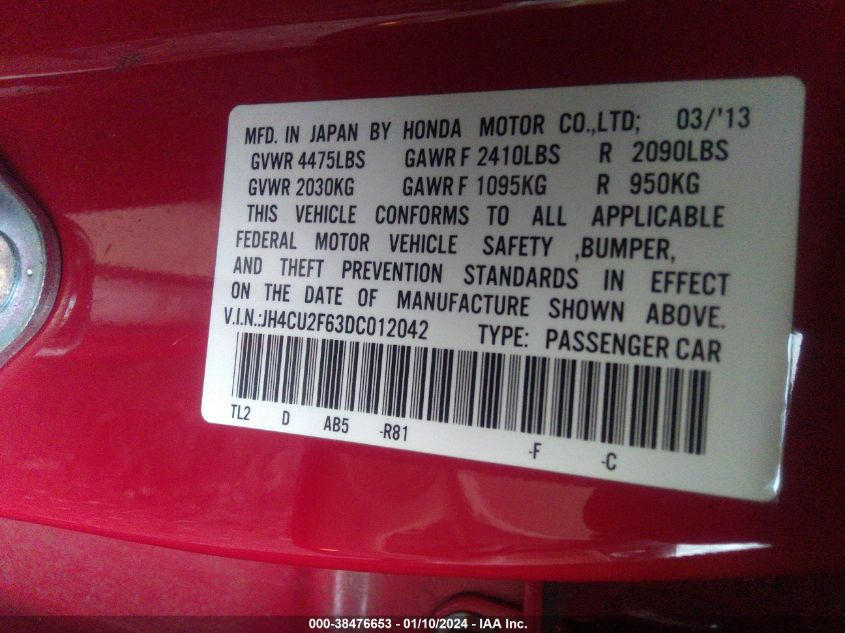 MFD. IN JAPAN BY HONDA MOTOR CO.,LTD; 03/'13
GVWR 4475LBS GAWR F 2410LBS R 2090LBS
GVWR 2030KG GAWR F 1095KG R 950KG
THIS VEHICLE CONFORMS TO ALL APPLICABLE
FEDERAL MOTOR VEHICLE SAFETY ,BUMPER,
AND THEFT PREVENTION STANDARDS IN EFFECT
ON THE DATE OF MANUFACTURE SHOWN ABOVE.
V.I.N.:JH4CU2F63DC012042 TYPE: PASSENGER CAR
TL2 D AB5 -R81 -F -C
000-38476653 - 01/10/2024 - IAA Inc.